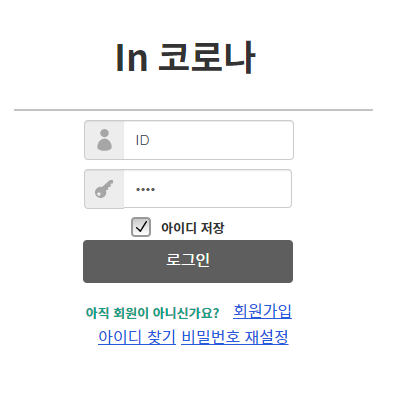 In 코로나
ID
••••
아이디 저장
로그인
아직 회원이 아니신가요? 회원가입
아이디 찾기 비밀번호 재설정